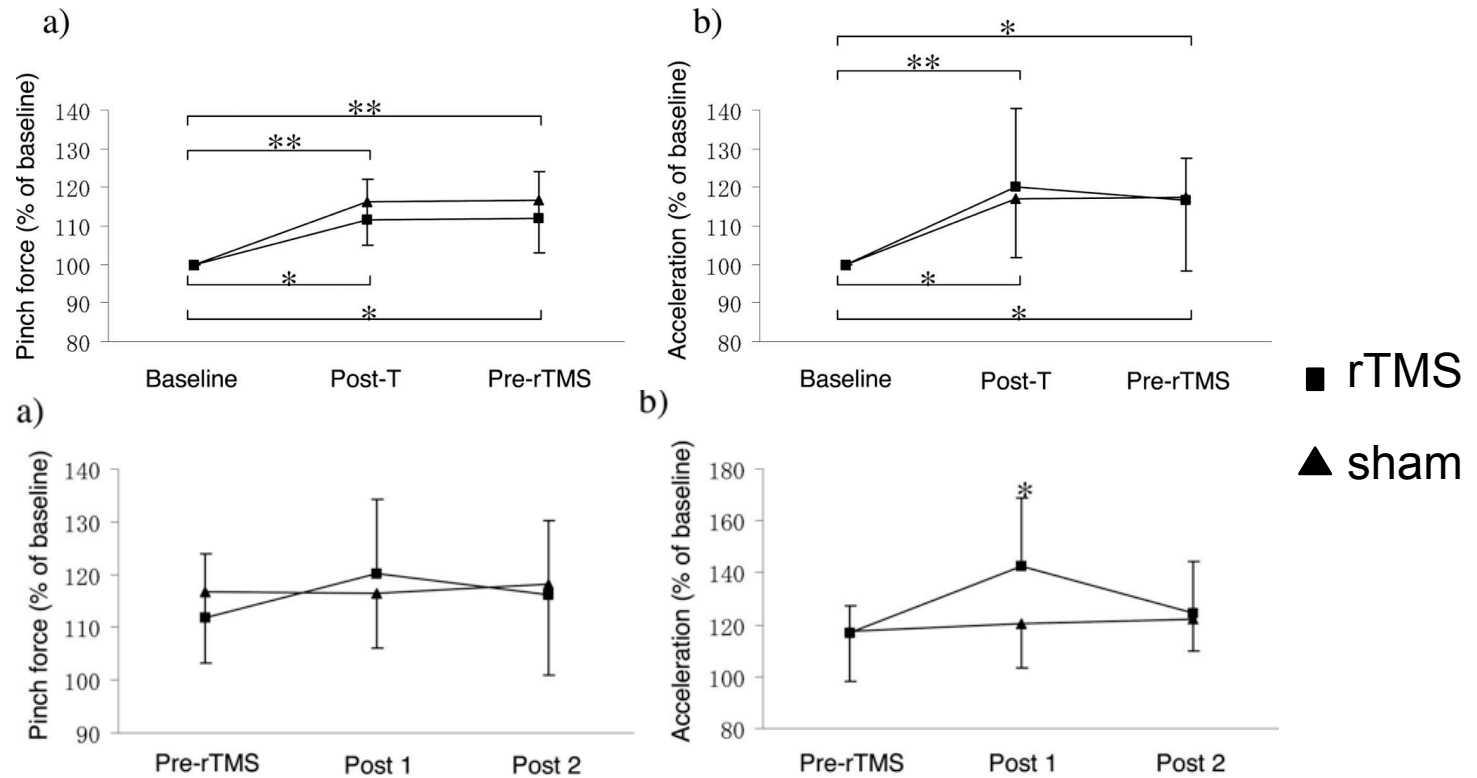 a)
Pinch force (% of baseline)
140
130
120
110
100
90
80
**
**
*
*
Baseline Post-T Pre-rTMS
b)
Acceleration (% of baseline)
140
130
120
110
100
90
80
*
**
*
*
Baseline Post-T Pre-rTMS
rTMS
sham
a)
Pinch force (% of baseline)
140
130
120
110
100
90
Pre-rTMS Post 1 Post 2
b)
Acceleration (% of baseline)
180
160
140
120
100
80
*
Pre-rTMS Post 1 Post 2